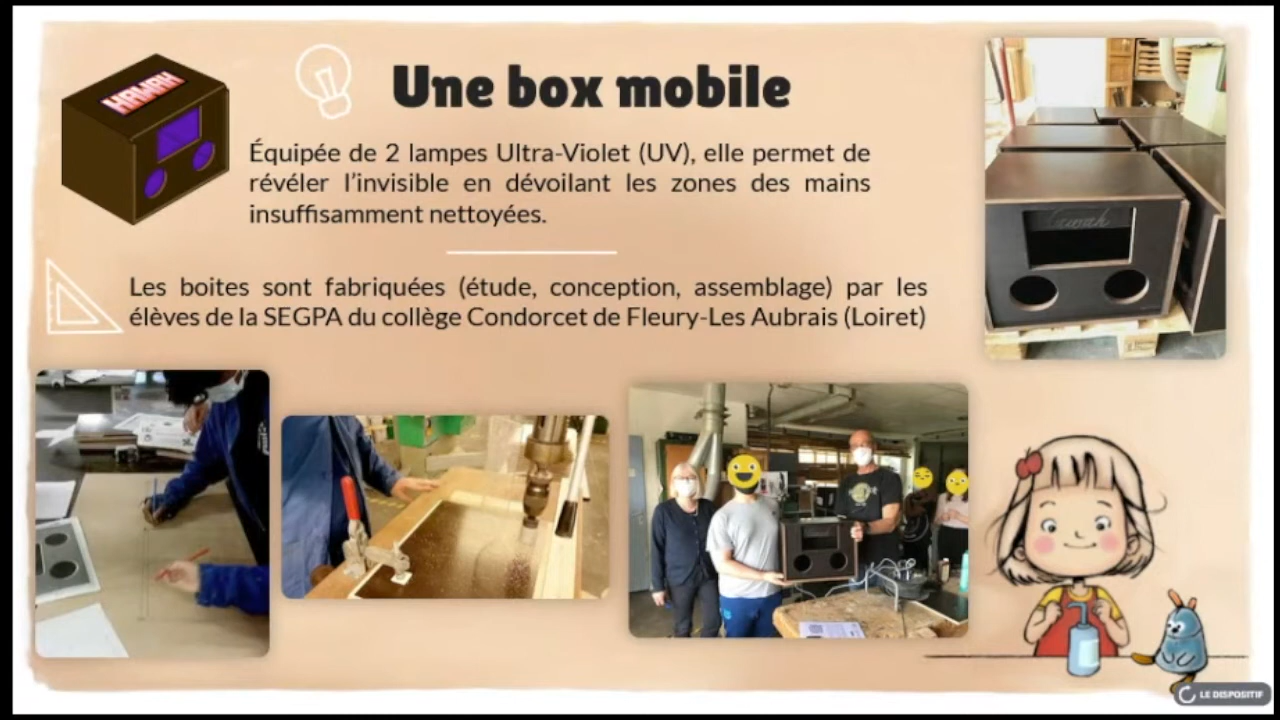 Une box mobile
HAWAH
Équipée de 2 lampes Ultra-Violet (UV), elle permet de
révéler l'invisible en dévoilant les zones des mains
insuffisamment nettoyées.
Les boites sont fabriquées (étude, conception, assemblage) par les
élèves de la SEGPA du collège Condorcet de Fleury-Les Aubrais (Loiret)
LE DISPOSITIF